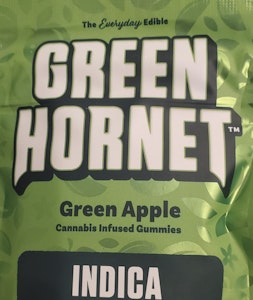 The Everyday Edible
GREEN
HORNET™
Green Apple
Cannabis Infused Gummies
INDICA